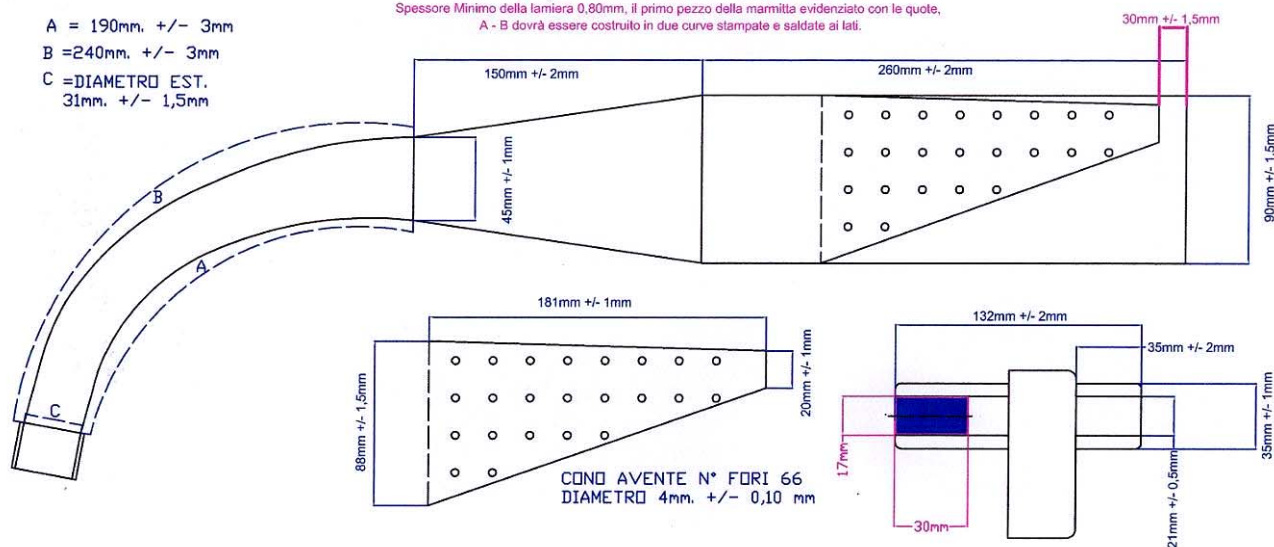 Spessore Minimo della lamiera 0,80mm, il primo pezzo della marmitta evidenziato con le quote,
A - B dovrà essere costruito in due curve stampate e saldate ai lati.
A = 190mm. +/- 3mm
B =240mm. +/- 3mm
C =DIAMETRO EST.
31mm. +/- 1,5mm
30mm +/- 1,5mm
150mm +/- 2mm
260mm +/- 2mm
45mm +/- 1mm
90mm +/- 1,5mm
B
A
C
181mm +/- 1mm
88mm +/- 1,5mm
20mm +/- 1mm
CONO AVENTE N° FORI 66
DIAMETRO 4mm. +/- 0,10 mm
132mm +/- 2mm
35mm +/- 2mm
17mm
30mm
21mm +/- 0,5mm
35mm +/- 1mm